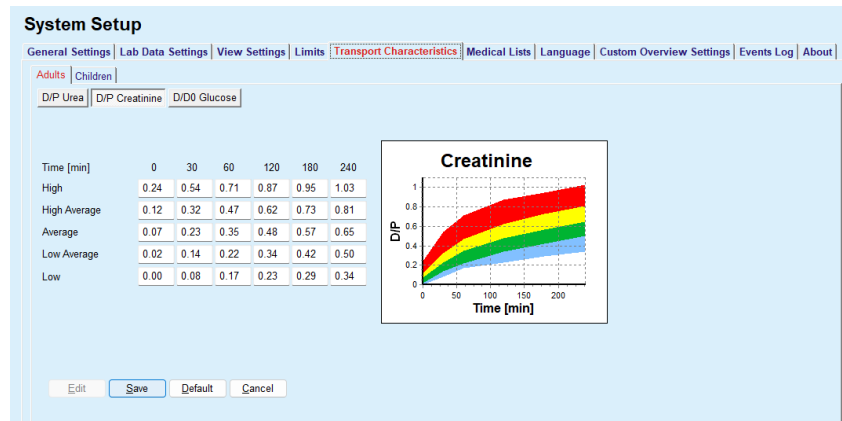 System Setup
General Settings Lab Data Settings View Settings Limits Transport Characteristics Medical Lists Language Custom Overview Settings Events Log About
Adults Children
D/P Urea D/P Creatinine D/D0 Glucose
Time [min] 0 30 60 120 180 240
High 0.24 0.54 0.71 0.87 0.95 1.03
High Average 0.12 0.32 0.47 0.62 0.73 0.81
Average 0.07 0.23 0.35 0.48 0.57 0.65
Low Average 0.02 0.14 0.22 0.34 0.42 0.50
Low 0.00 0.08 0.17 0.23 0.29 0.34
Creatinine
D/P
1
0.8
0.6
0.4
0.2
0
0 50 100 150 200
Time [min]
Edit Save Default Cancel